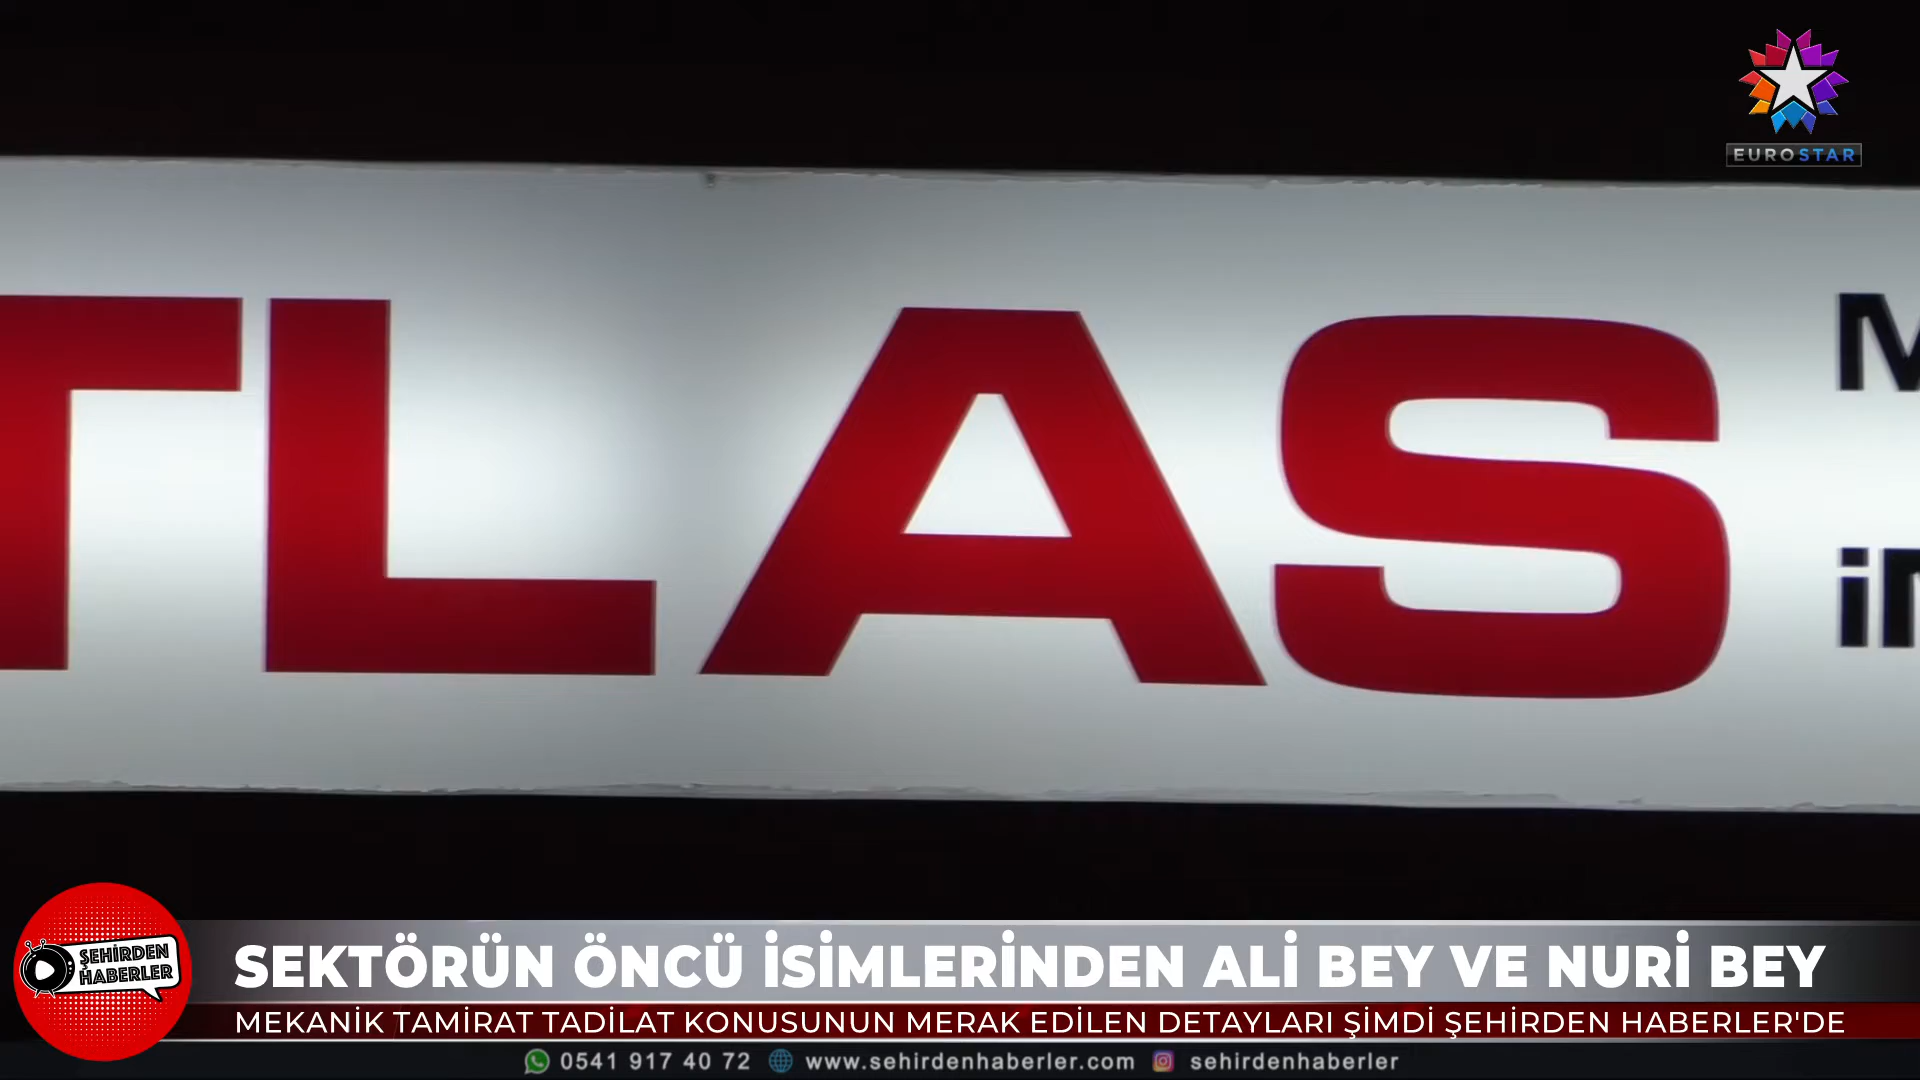 EUROSTAR
TLAS
ŞEHİRDEN
HABERLER
SEKTÖRÜN ÖNCÜ İSİMLERİNDEN ALİ BEY VE NURİ BEY
MEKANİK TAMİRAT TADİLAT KONUSUNUN MERAK EDİLEN DETAYLARI ŞİMDİ ŞEHİRDEN HABERLER'DE
0541 917 40 72 www.sehirdenhaberler.com sehirdenhaberler